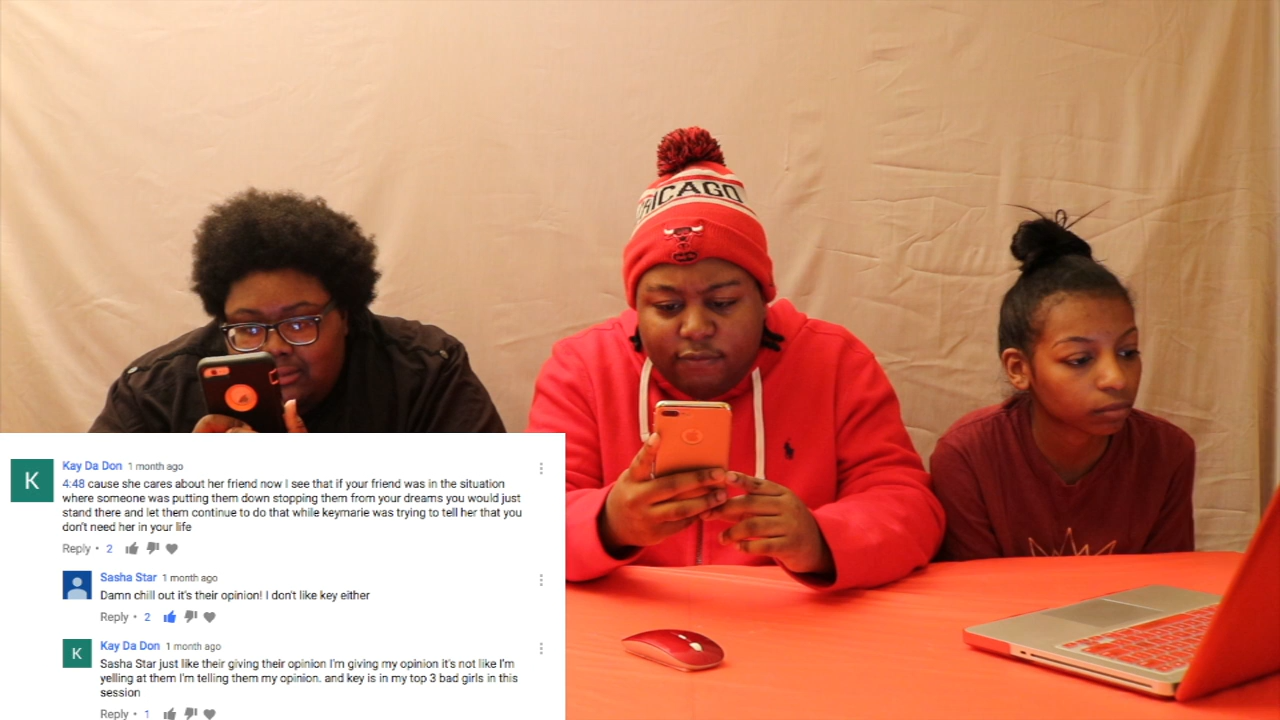 CHICAGO
K
Kay Da Don 1 month ago
4:48 cause she cares about her friend now I see that if your friend was in the situation
where someone was putting them down stopping them from your dreams you would just
stand there and let them continue to do that while keymarie was trying to tell her that you
don't need her in your life
Reply • 2
Sasha Star 1 month ago
Damn chill out it's their opinion! I don't like key either
Reply • 2
K
Kay Da Don 1 month ago
Sasha Star just like their giving their opinion I'm giving my opinion it's not like I'm
yelling at them I'm telling them my opinion. and key is in my top 3 bad girls in this
session
Reply • 1